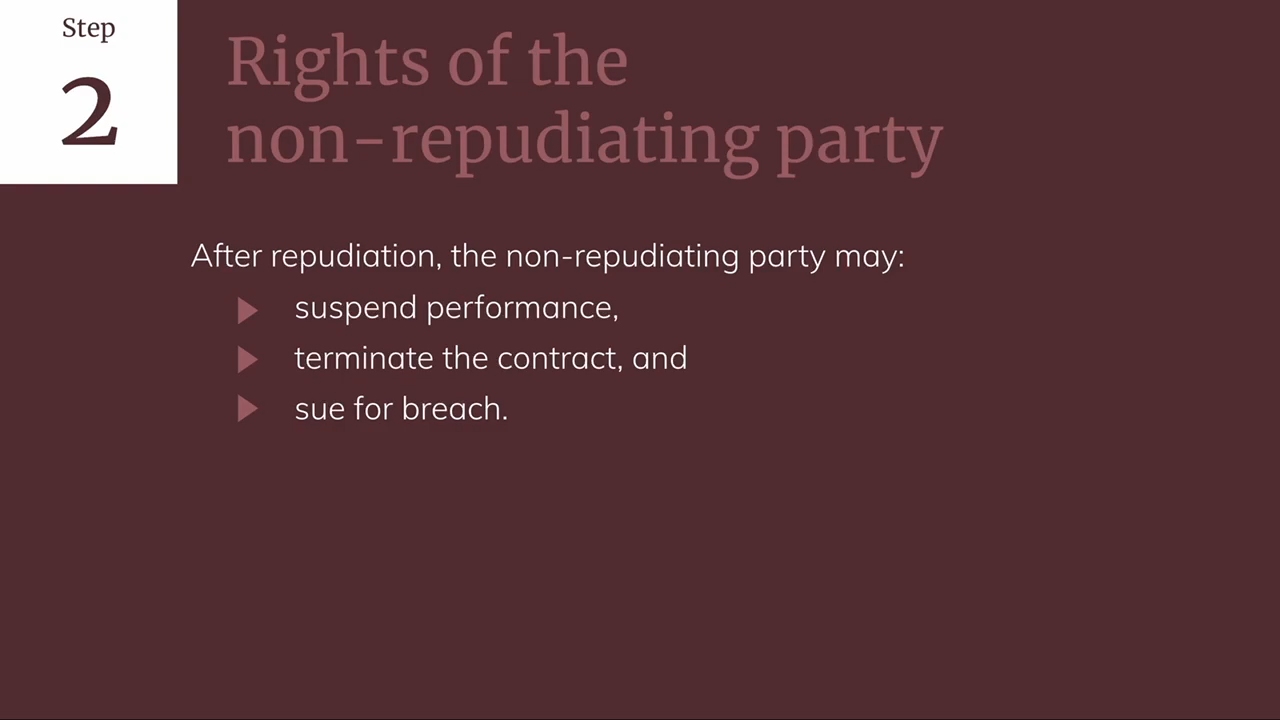 Step
2
Rights of the
non-repudiating party
After repudiation, the non-repudiating party may:
suspend performance,
terminate the contract, and
sue for breach.